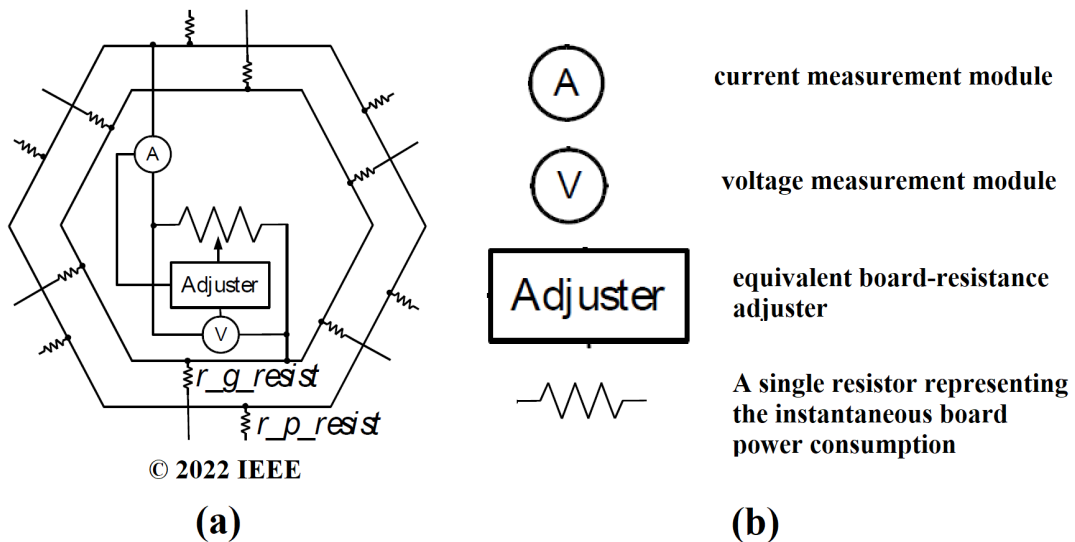 A
Adjuster
V
r_g_resist
r_p_resist
© 2022 IEEE
(a)
A
current measurement module
V
voltage measurement module
Adjuster
equivalent board-resistance
adjuster
A single resistor representing
the instantaneous board
power consumption
(b)